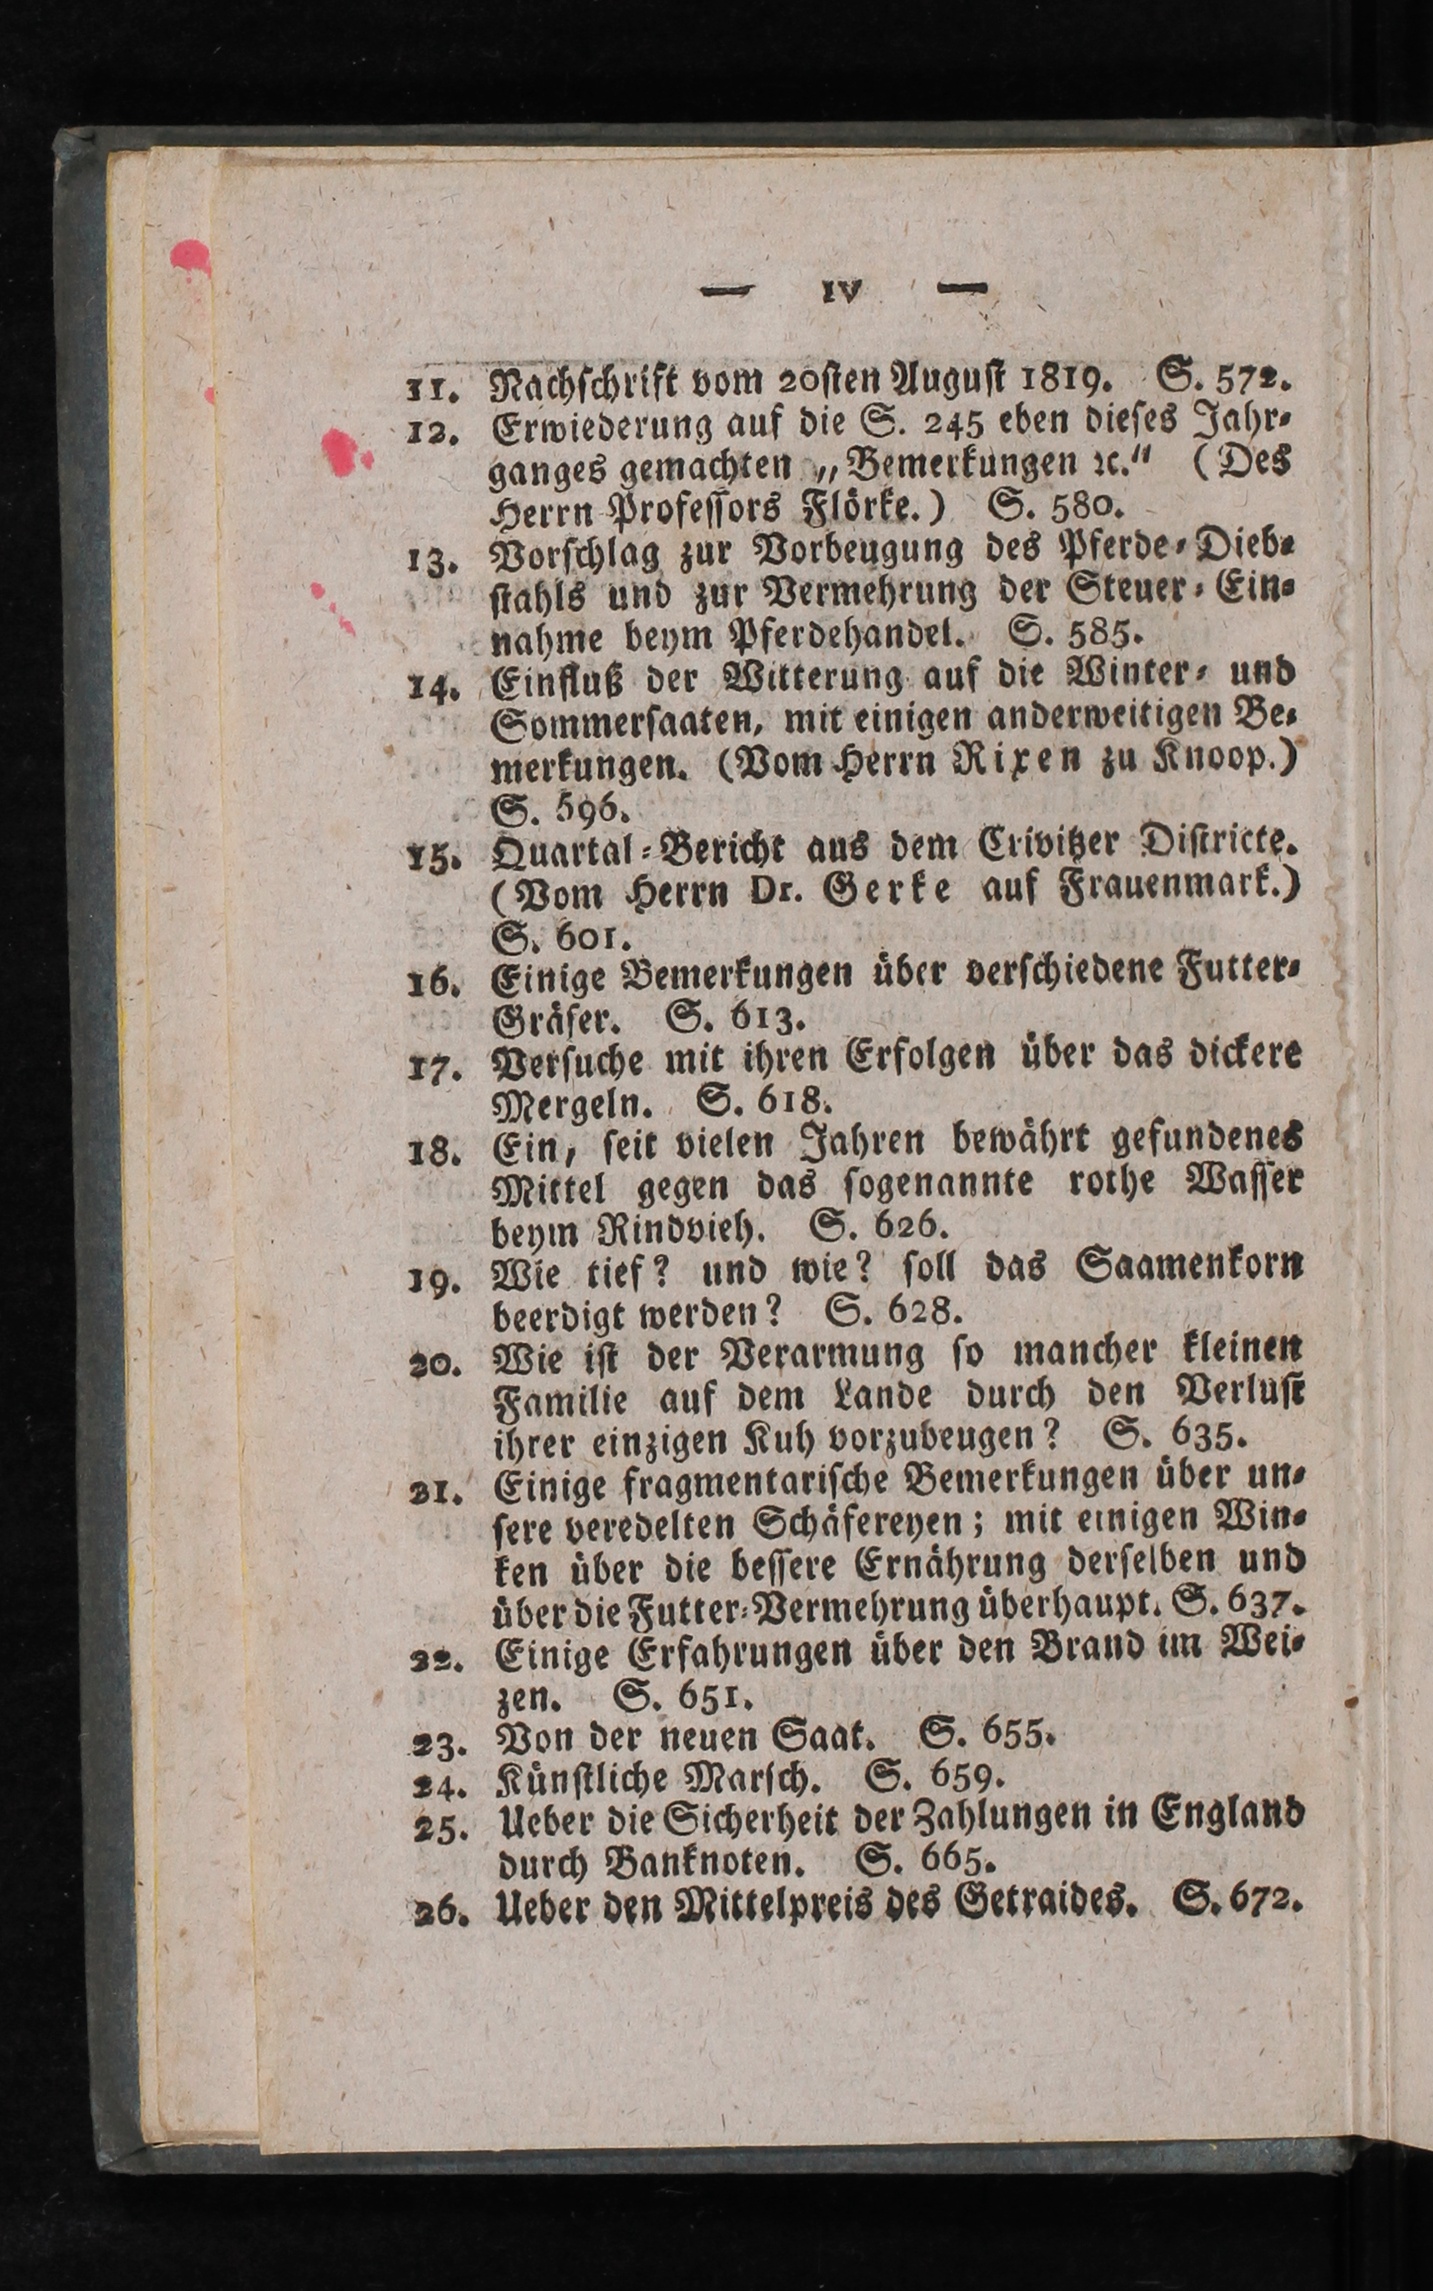 — IV —
11. Nachschrift vom 20sten August 1819. S. 572.
12. Erwiederung auf die S. 245 eben dieses Jahr-
ganges gemachten „Bemerkungen ꝛc.“ (Des
Herrn Professors Flörke.) S. 580.
13. Vorschlag zur Vorbeugung des Pferde-Dieb-
stahls und zur Vermehrung der Steuer-Ein-
nahme beym Pferdehandel. S. 585.
14. Einfluß der Witterung auf die Winter- und
Sommersaaten, mit einigen anderweitigen Be-
merkungen. (Vom Herrn Rixen zu Knoop.)
S. 596.
15. Quartal-Bericht aus dem Crivitzer Districte.
(Vom Herrn Dr. Gerke auf Frauenmark.)
S. 601.
16. Einige Bemerkungen über verschiedene Futter-
Gräser. S. 613.
17. Versuche mit ihren Erfolgen über das dickere
Mergeln. S. 618.
18. Ein, seit vielen Jahren bewährt gefundenes
Mittel gegen das sogenannte rothe Wasser
beym Rindvieh. S. 626.
19. Wie tief? und wie? soll das Saamenkorn
beerdigt werden? S. 628.
20. Wie ist der Verarmung so mancher kleinen
Familie auf dem Lande durch den Verlust
ihrer einzigen Kuh vorzubeugen? S. 635.
21. Einige fragmentarische Bemerkungen über un-
sere veredelten Schäfereyen; mit einigen Win-
ken über die bessere Ernährung derselben und
über die Futter-Vermehrung überhaupt. S. 637.
22. Einige Erfahrungen über den Brand im Wei-
zen. S. 651.
23. Von der neuen Saat. S. 655.
24. Künstliche Marsch. S. 659.
25. Ueber die Sicherheit der Zahlungen in England
durch Banknoten. S. 665.
26. Ueber den Mittelpreis des Getraides. S. 672.